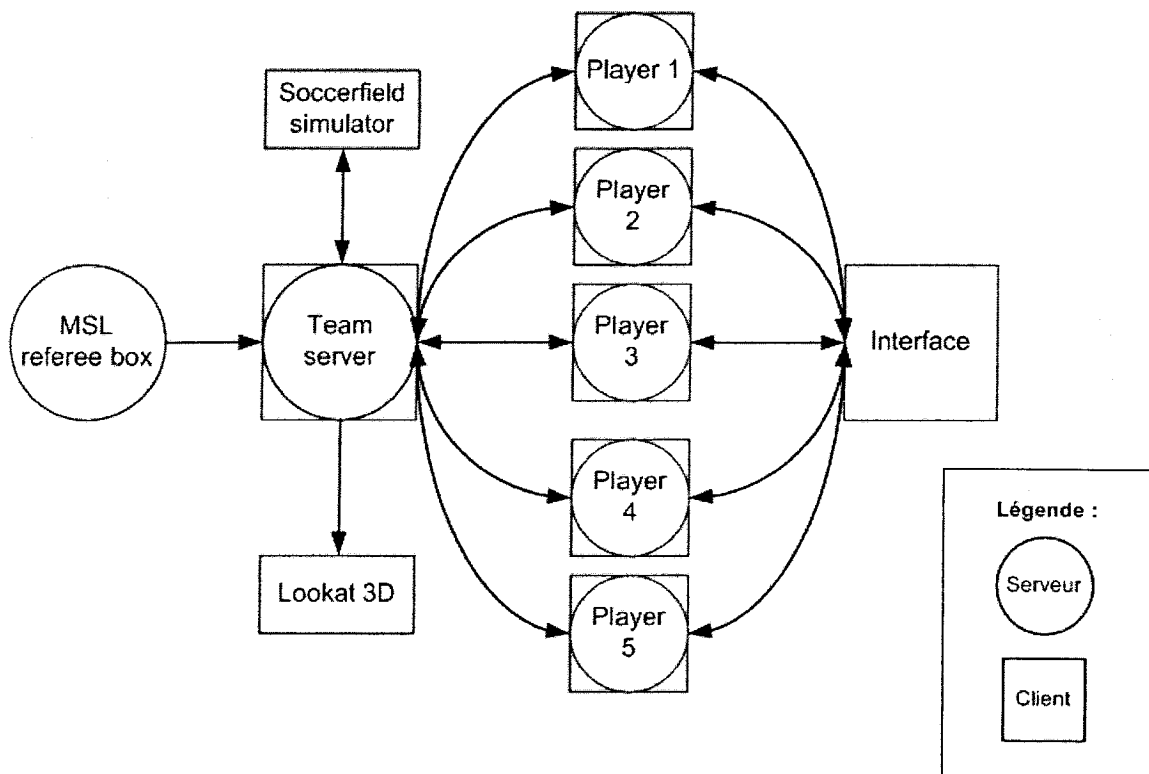 Player 1
Soccerfield
simulator
Player
2
MSL
referee box
Team
server
Player
3
Interface
Player
4
Lookat 3D
Player
5
Légende :
Serveur
Client